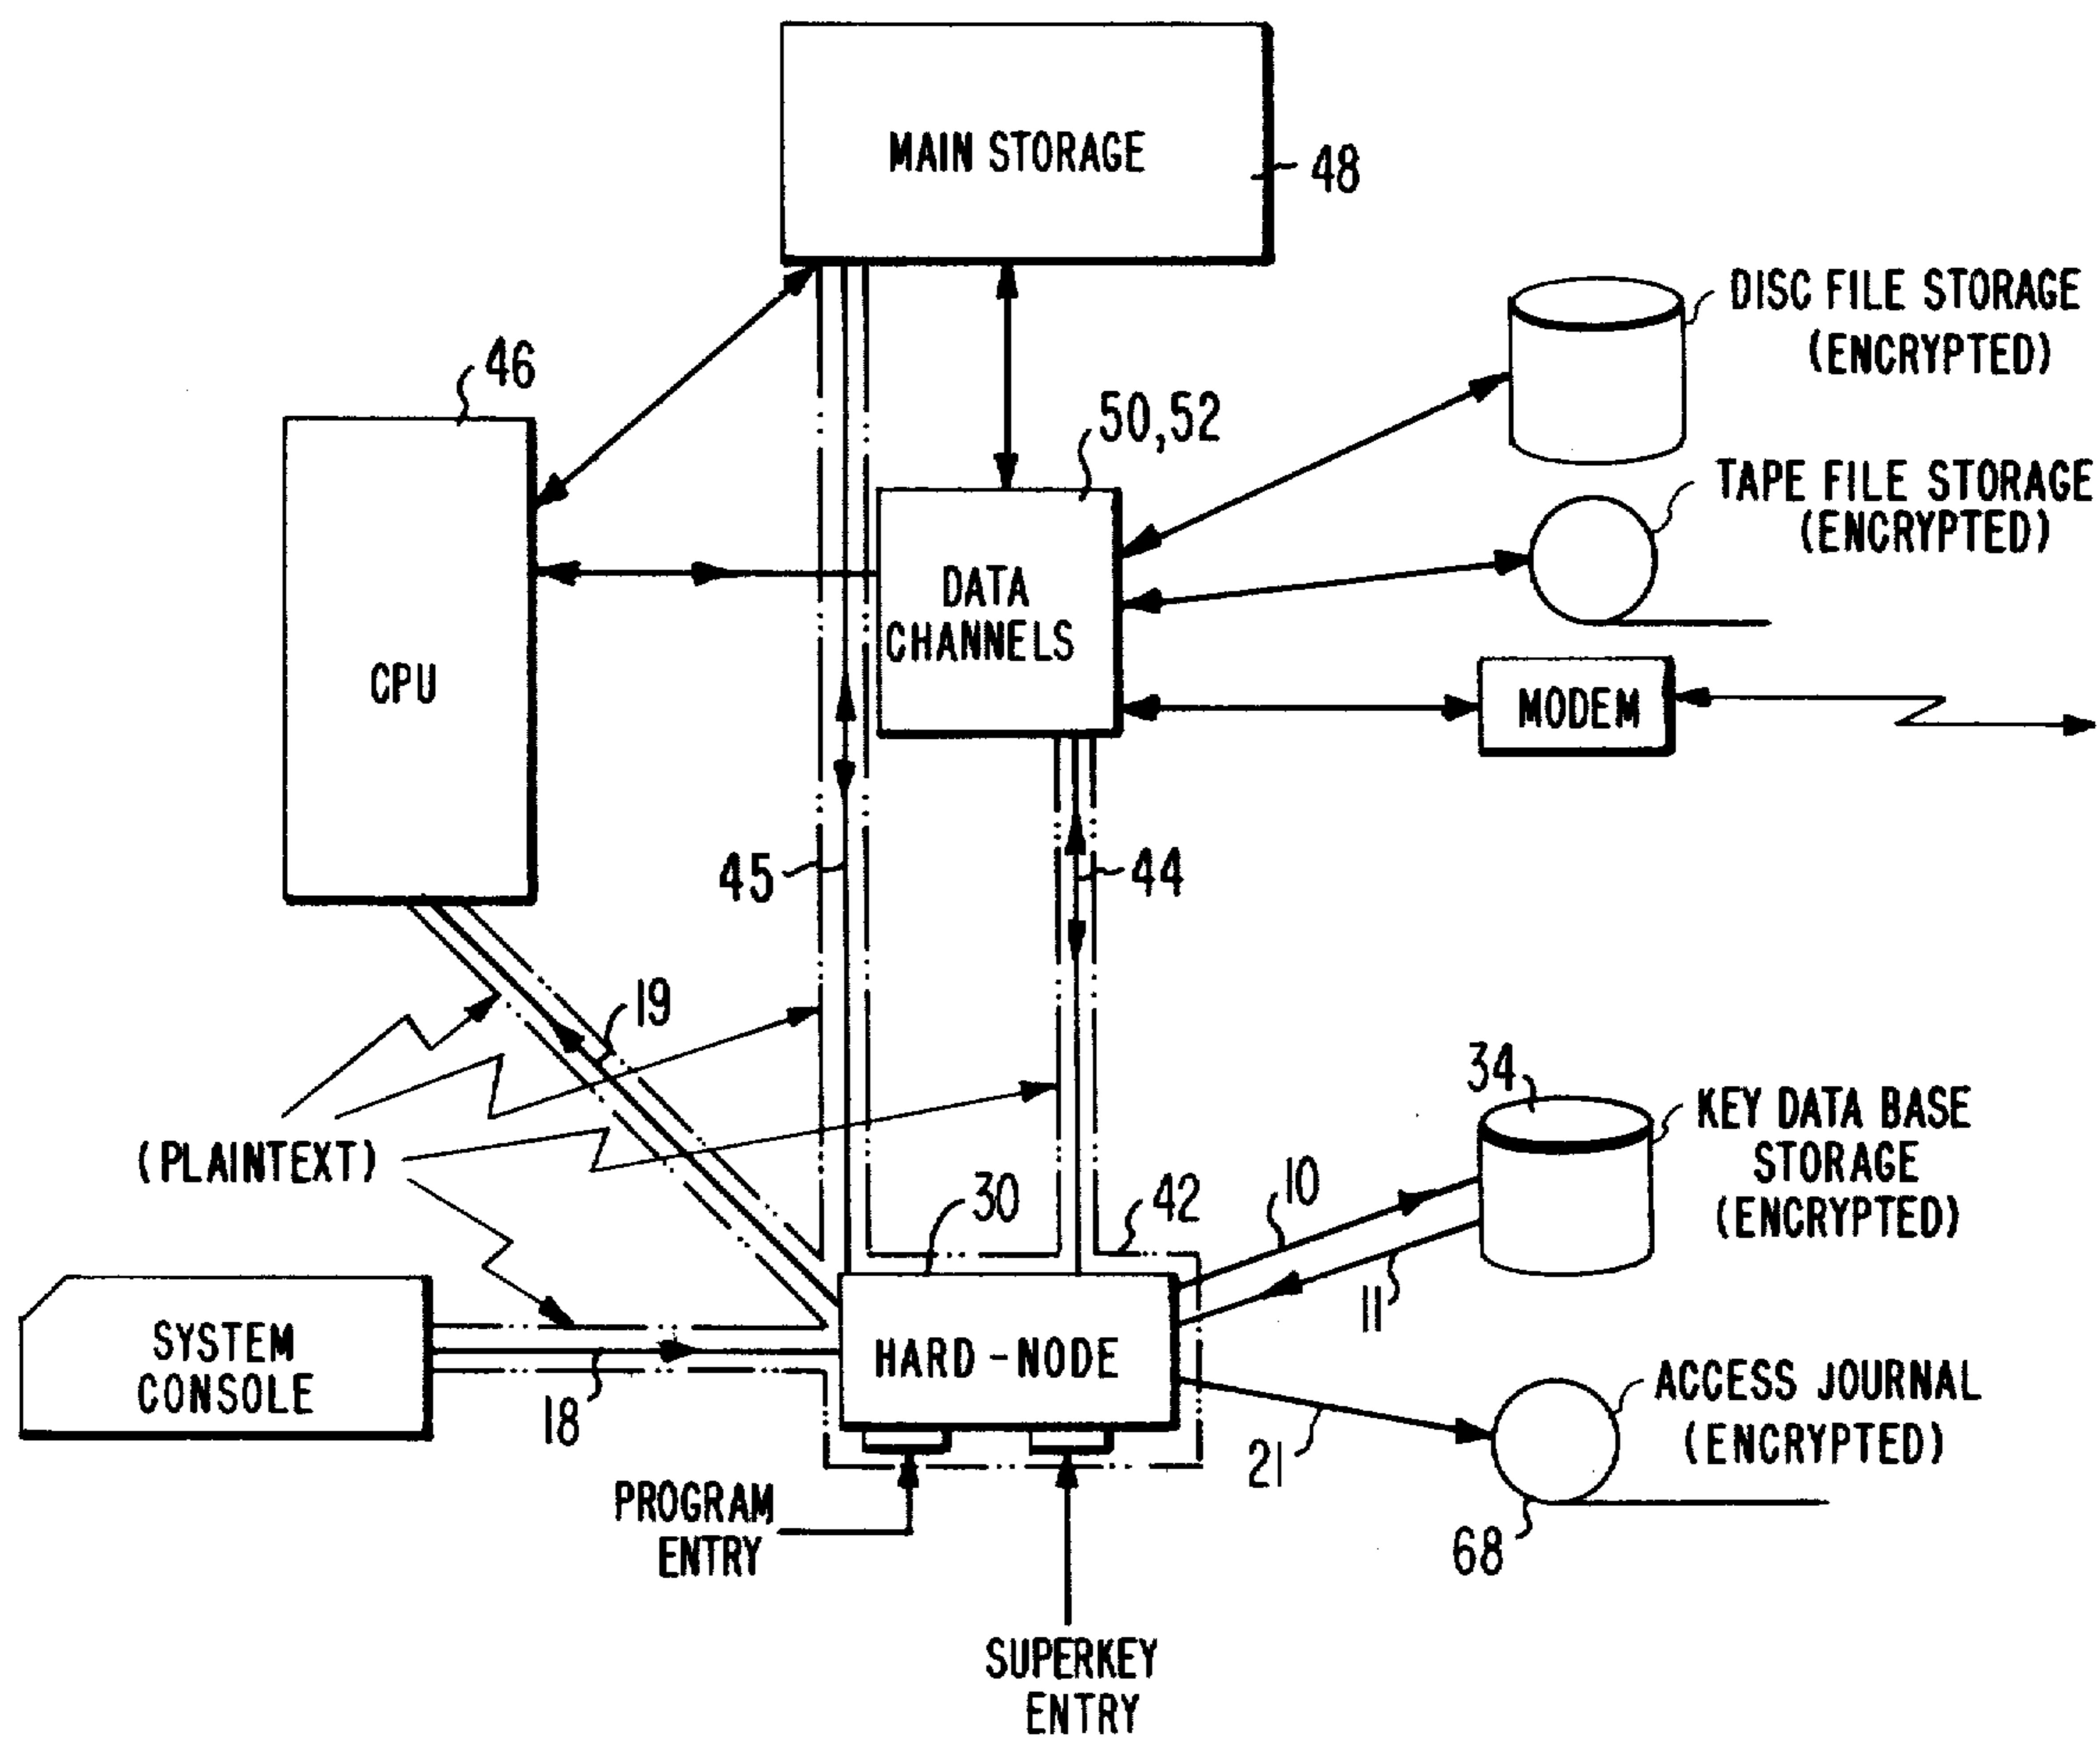 MAIN STORAGE
48
DISC FILE STORAGE
(ENCRYPTED)
46
50,52
TAPE FILE STORAGE
(ENCRYPTED)
DATA
CHANNELS
CPU
MODEM
45
44
19
34
KEY DATA BASE
STORAGE
(ENCRYPTED)
(PLAINTEXT)
30
42
10
11
SYSTEM
CONSOLE
18
HARD-NODE
ACCESS JOURNAL
(ENCRYPTED)
21
68
PROGRAM
ENTRY
SUPERKEY
ENTRY